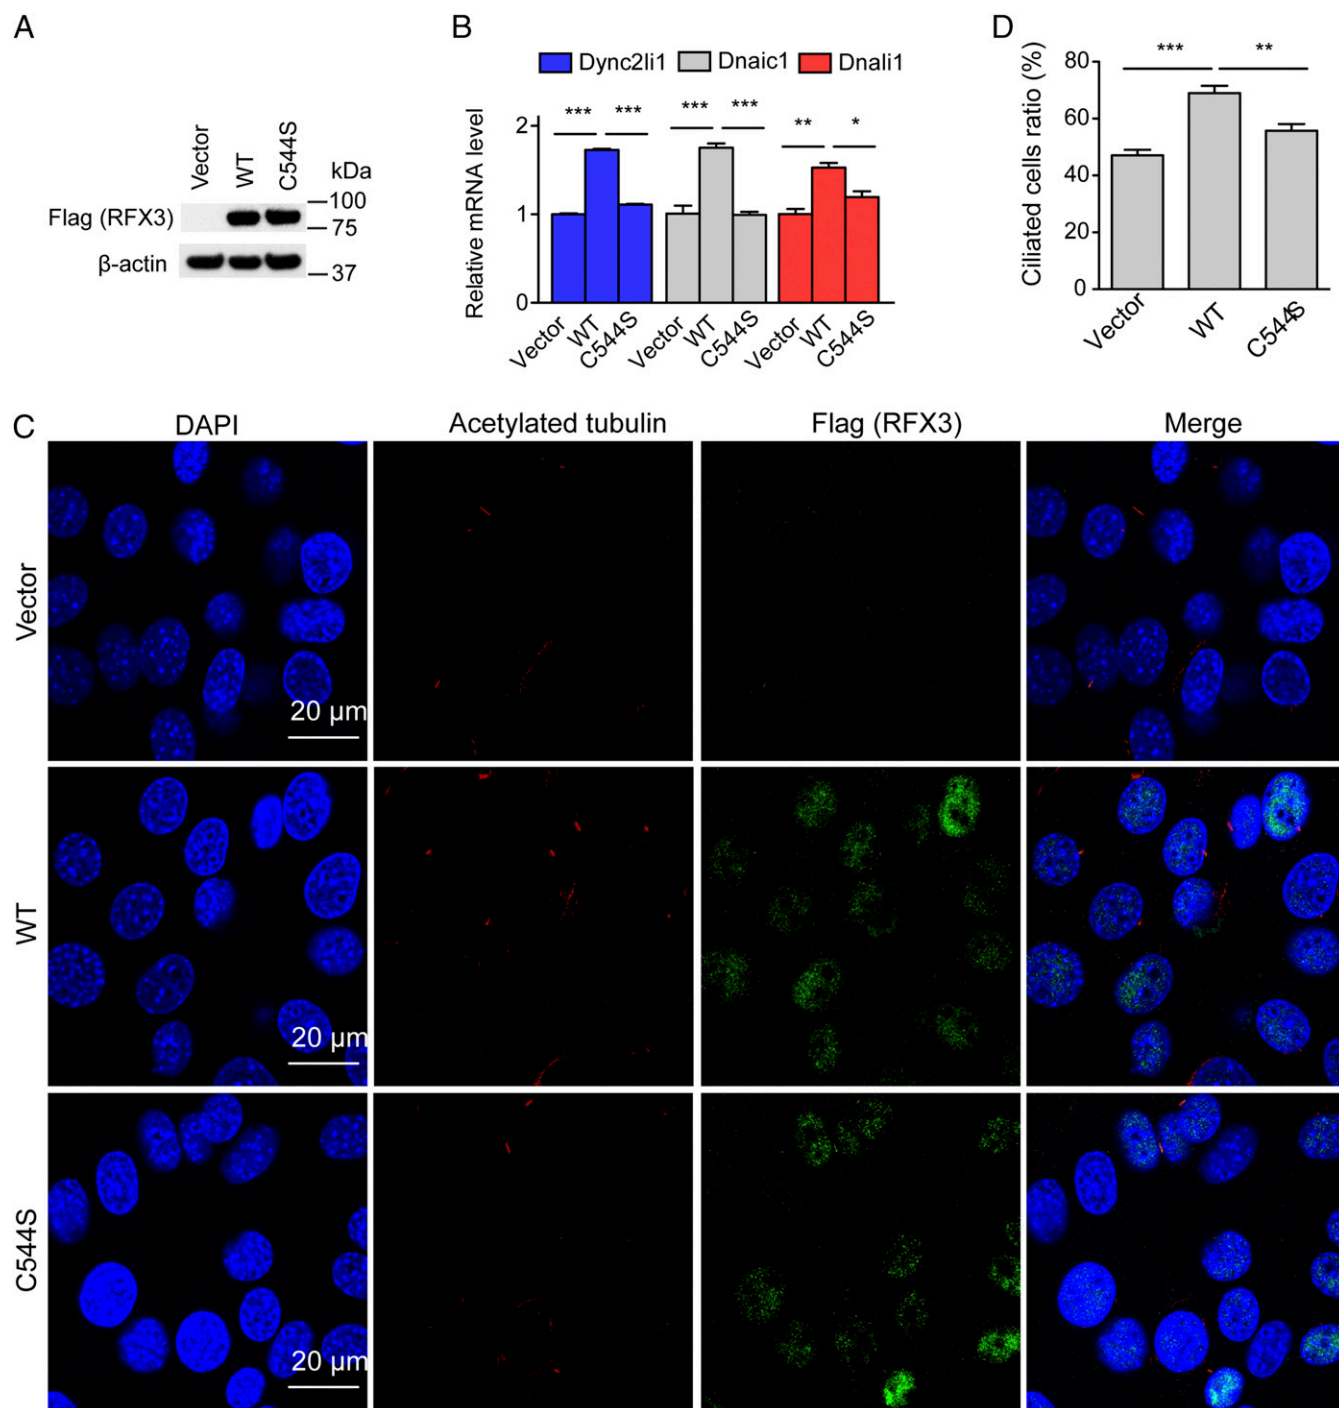 A
Vector
WT
C544S
kDa
Flag (RFX3)
100
75
β-actin
37
B
Dync2li1
Dnaic1
Dnali1
Relative mRNA level
2
1
0
*** *** *** *** ** *
Vector
WT
C544S
Vector
WT
C544S
Vector
WT
C544S
D
Ciliated cells ratio (%)
80
60
40
20
0
*** **
Vector
WT
C544S
C
DAPI
Acetylated tubulin
Flag (RFX3)
Merge
Vector
20 µm
WT
20 µm
C544S
20 µm